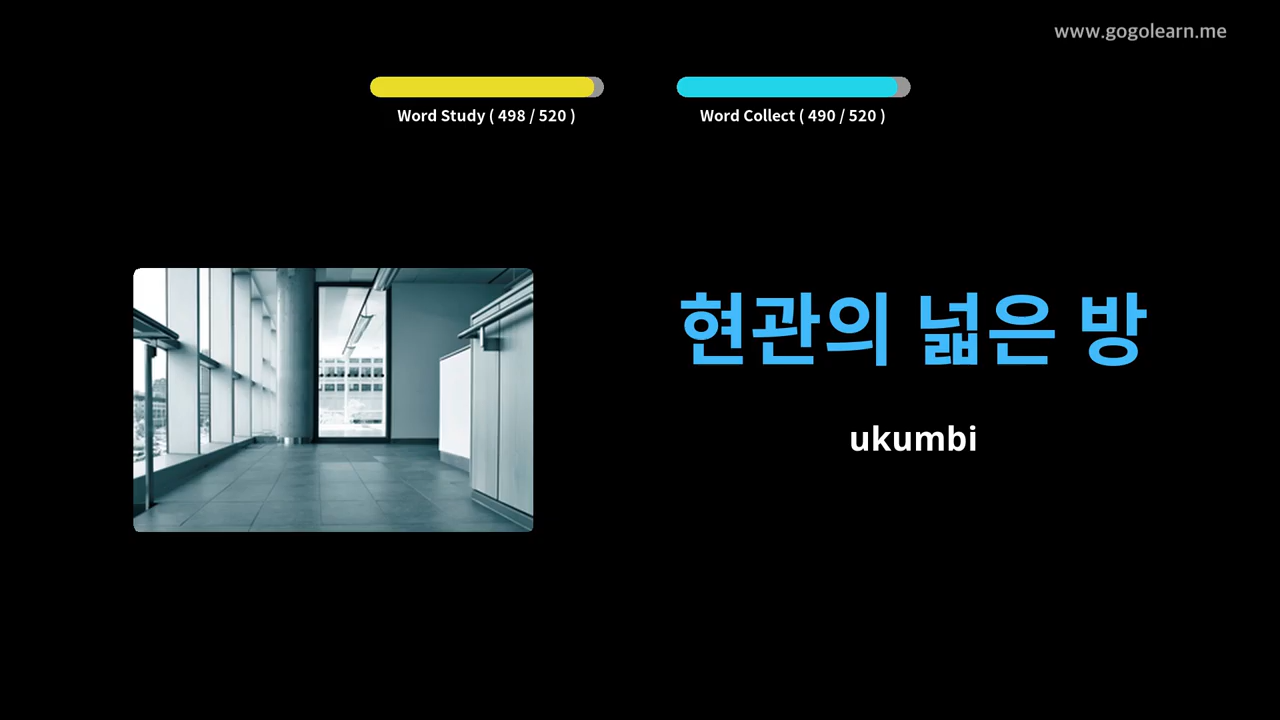 www.gogolearn.me
Word Study ( 498 / 520 )
Word Collect ( 490 / 520 )
현관의 넓은 방
ukumbi